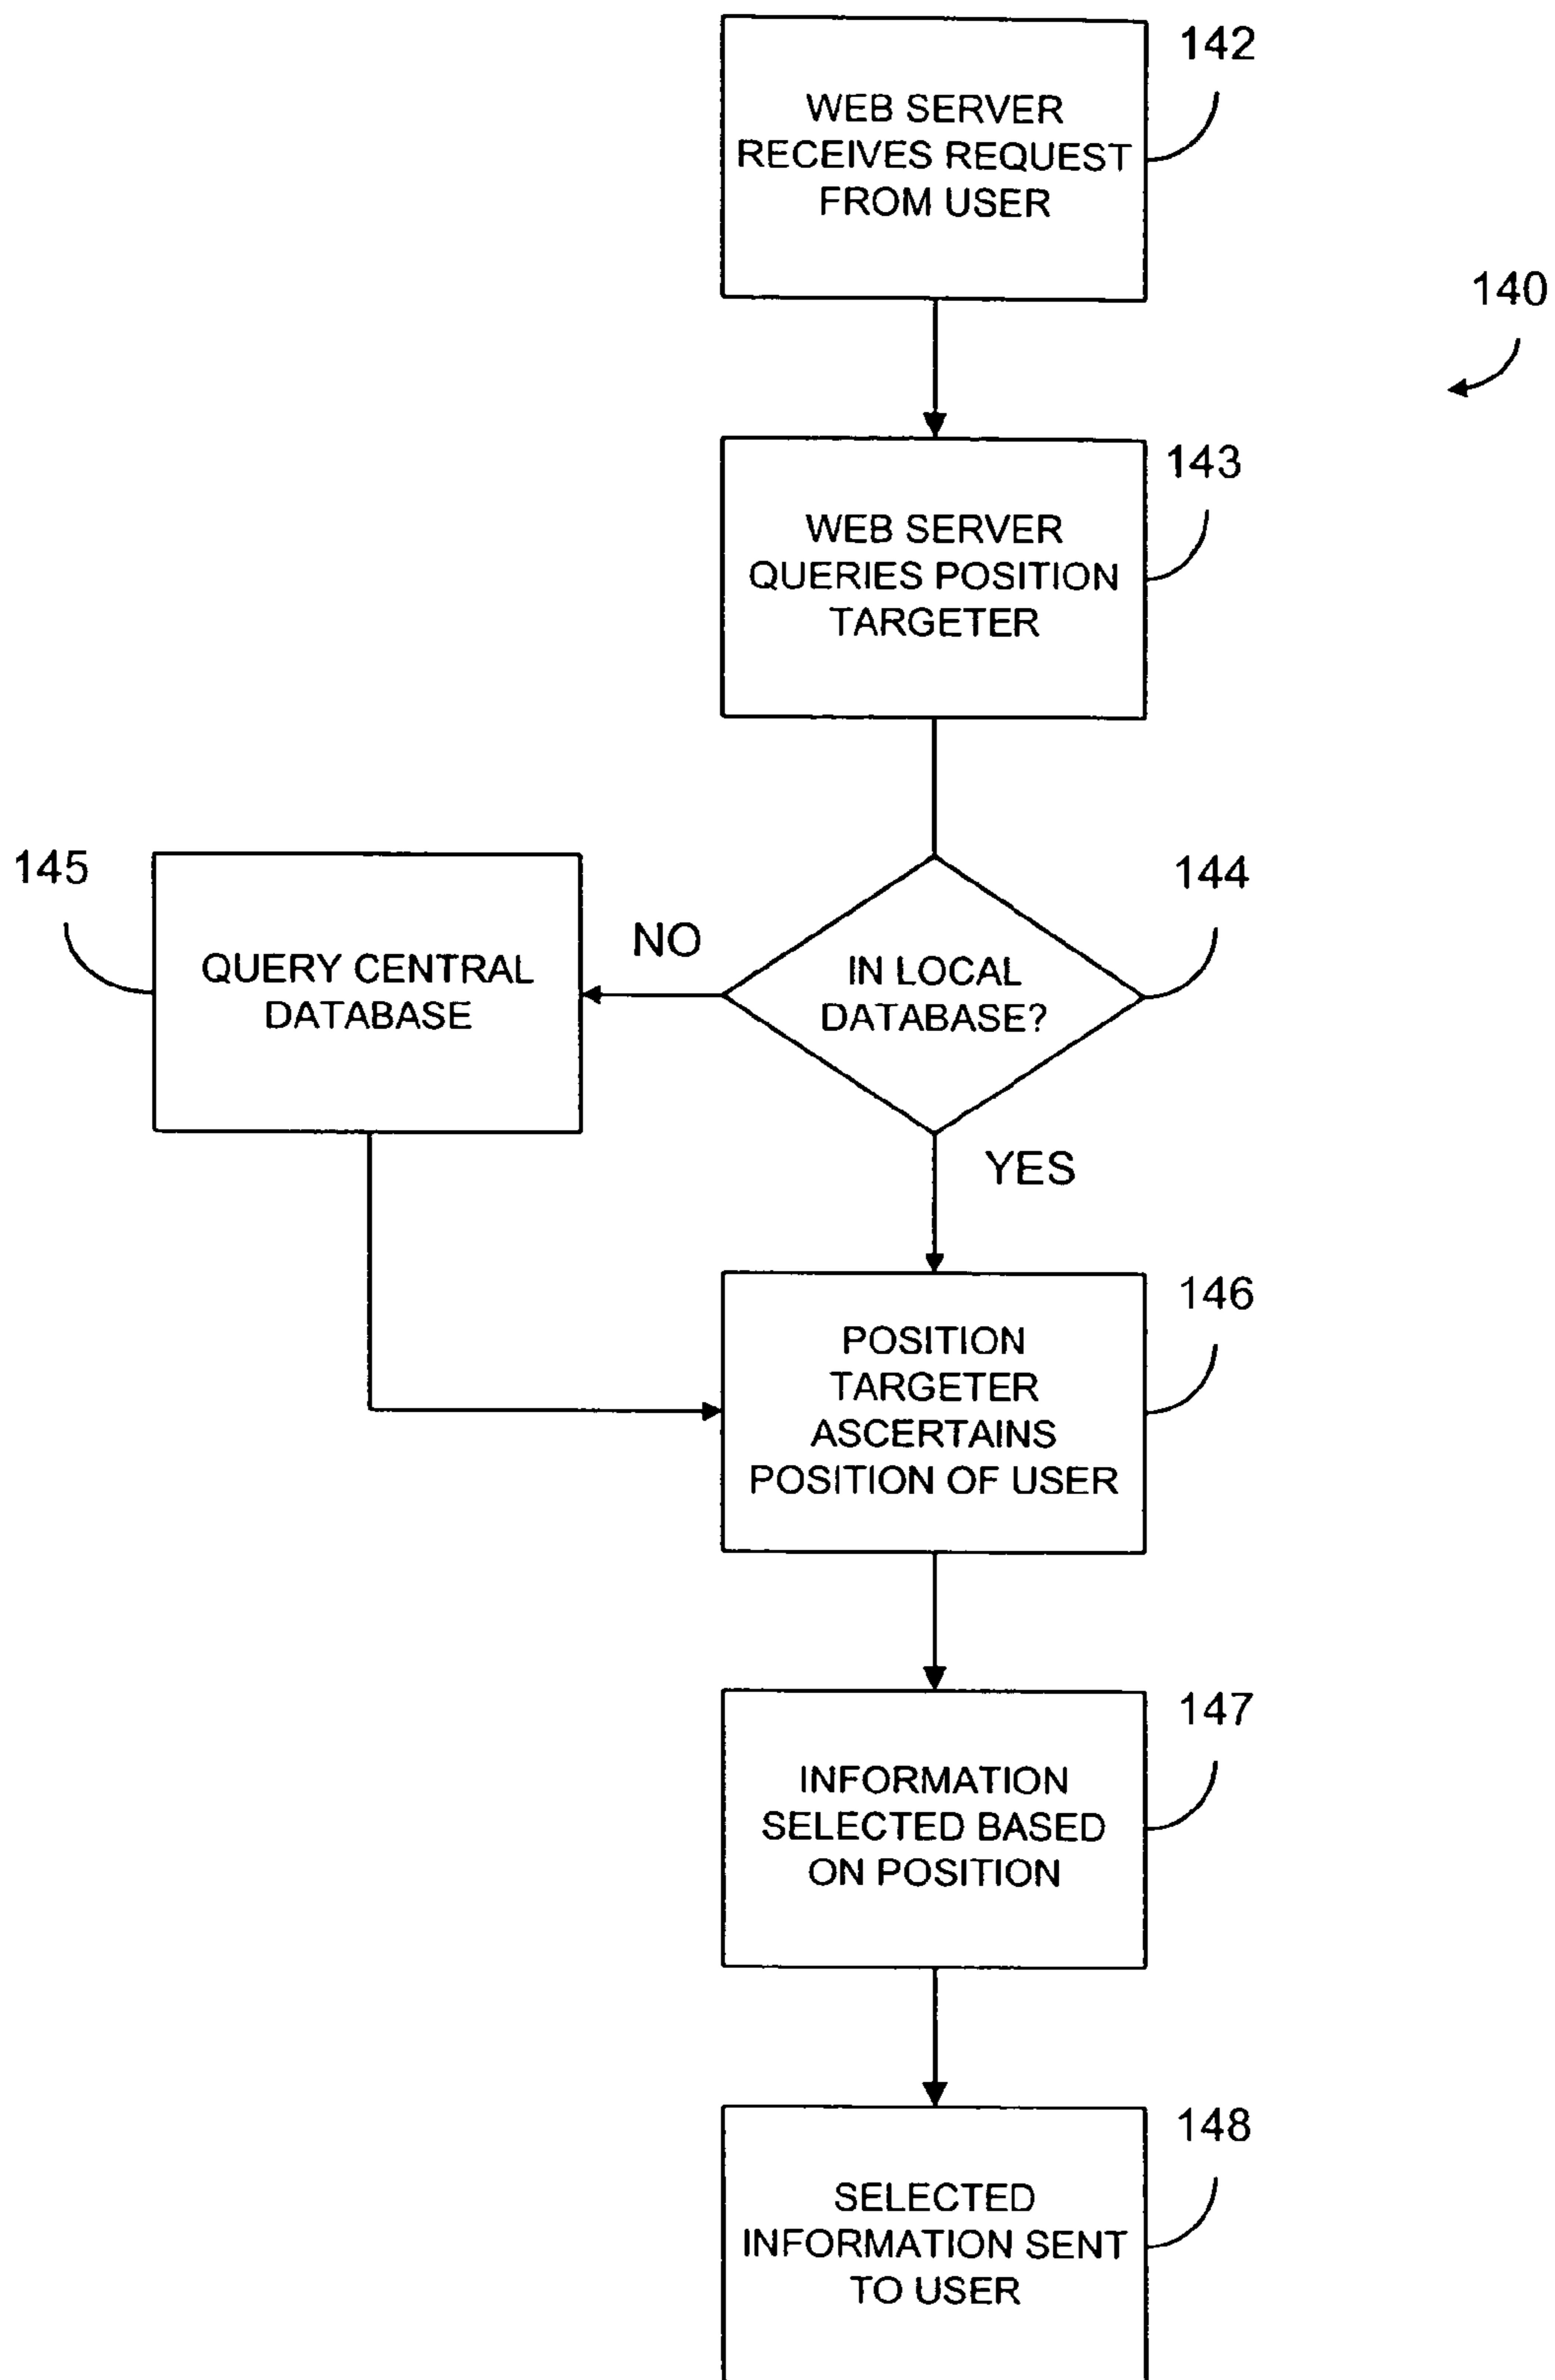 142
WEB SERVER
RECEIVES REQUEST
FROM USER
140
143
WEB SERVER
QUERIES POSITION
TARGETER
144
IN LOCAL
DATABASE?
NO
145
QUERY CENTRAL
DATABASE
YES
146
POSITION
TARGETER
ASCERTAINS
POSITION OF USER
147
INFORMATION
SELECTED BASED
ON POSITION
148
SELECTED
INFORMATION SENT
TO USER